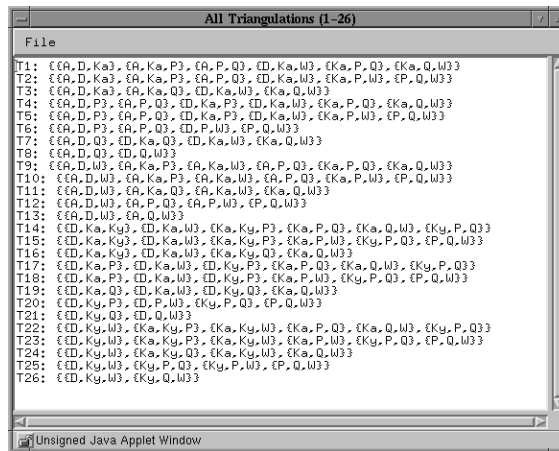 All Triangulations (1-26)
File
T1: {{A,D,Ka},{A,Ka,P},{A,P,Q},{D,Ka,W},{Ka,P,Q},{Ka,Q,W}}
T2: {{A,D,Ka},{A,Ka,P},{A,P,Q},{D,Ka,W},{Ka,P,W},{P,Q,W}}
T3: {{A,D,Ka},{A,Ka,Q},{D,Ka,W},{Ka,Q,W}}
T4: {{A,D,P},{A,P,Q},{D,Ka,P},{D,Ka,W},{Ka,P,Q},{Ka,Q,W}}
T5: {{A,D,P},{A,P,Q},{D,Ka,P},{D,Ka,W},{Ka,P,W},{P,Q,W}}
T6: {{A,D,P},{A,P,Q},{D,P,W},{P,Q,W}}
T7: {{A,D,Q},{D,Ka,Q},{D,Ka,W},{Ka,Q,W}}
T8: {{A,D,Q},{D,Q,W}}
T9: {{A,D,W},{A,Ka,P},{A,Ka,W},{A,P,Q},{Ka,P,Q},{Ka,Q,W}}
T10: {{A,D,W},{A,Ka,P},{A,Ka,W},{A,P,Q},{Ka,P,W},{P,Q,W}}
T11: {{A,D,W},{A,Ka,Q},{A,Ka,W},{Ka,Q,W}}
T12: {{A,D,W},{A,P,Q},{A,P,W},{P,Q,W}}
T13: {{A,D,W},{A,Q,W}}
T14: {{D,Ka,Ky},{D,Ka,W},{Ka,Ky,P},{Ka,P,Q},{Ka,Q,W},{Ky,P,Q}}
T15: {{D,Ka,Ky},{D,Ka,W},{Ka,Ky,P},{Ka,P,W},{Ky,P,Q},{P,Q,W}}
T16: {{D,Ka,Ky},{D,Ka,W},{Ka,Ky,Q},{Ka,Q,W}}
T17: {{D,Ka,P},{D,Ka,W},{D,Ky,P},{Ka,P,Q},{Ka,Q,W},{Ky,P,Q}}
T18: {{D,Ka,P},{D,Ka,W},{D,Ky,P},{Ka,P,W},{Ky,P,Q},{P,Q,W}}
T19: {{D,Ka,Q},{D,Ka,W},{D,Ky,Q},{Ka,Q,W}}
T20: {{D,Ky,P},{D,P,W},{Ky,P,Q},{P,Q,W}}
T21: {{D,Ky,Q},{D,Q,W}}
T22: {{D,Ky,W},{Ka,Ky,P},{Ka,Ky,W},{Ka,P,Q},{Ka,Q,W},{Ky,P,Q}}
T23: {{D,Ky,W},{Ka,Ky,P},{Ka,Ky,W},{Ka,P,W},{Ky,P,Q},{P,Q,W}}
T24: {{D,Ky,W},{Ka,Ky,Q},{Ka,Ky,W},{Ka,Q,W}}
T25: {{D,Ky,W},{Ky,P,Q},{Ky,P,W},{P,Q,W}}
T26: {{D,Ky,W},{Ky,Q,W}}
Unsigned Java Applet Window